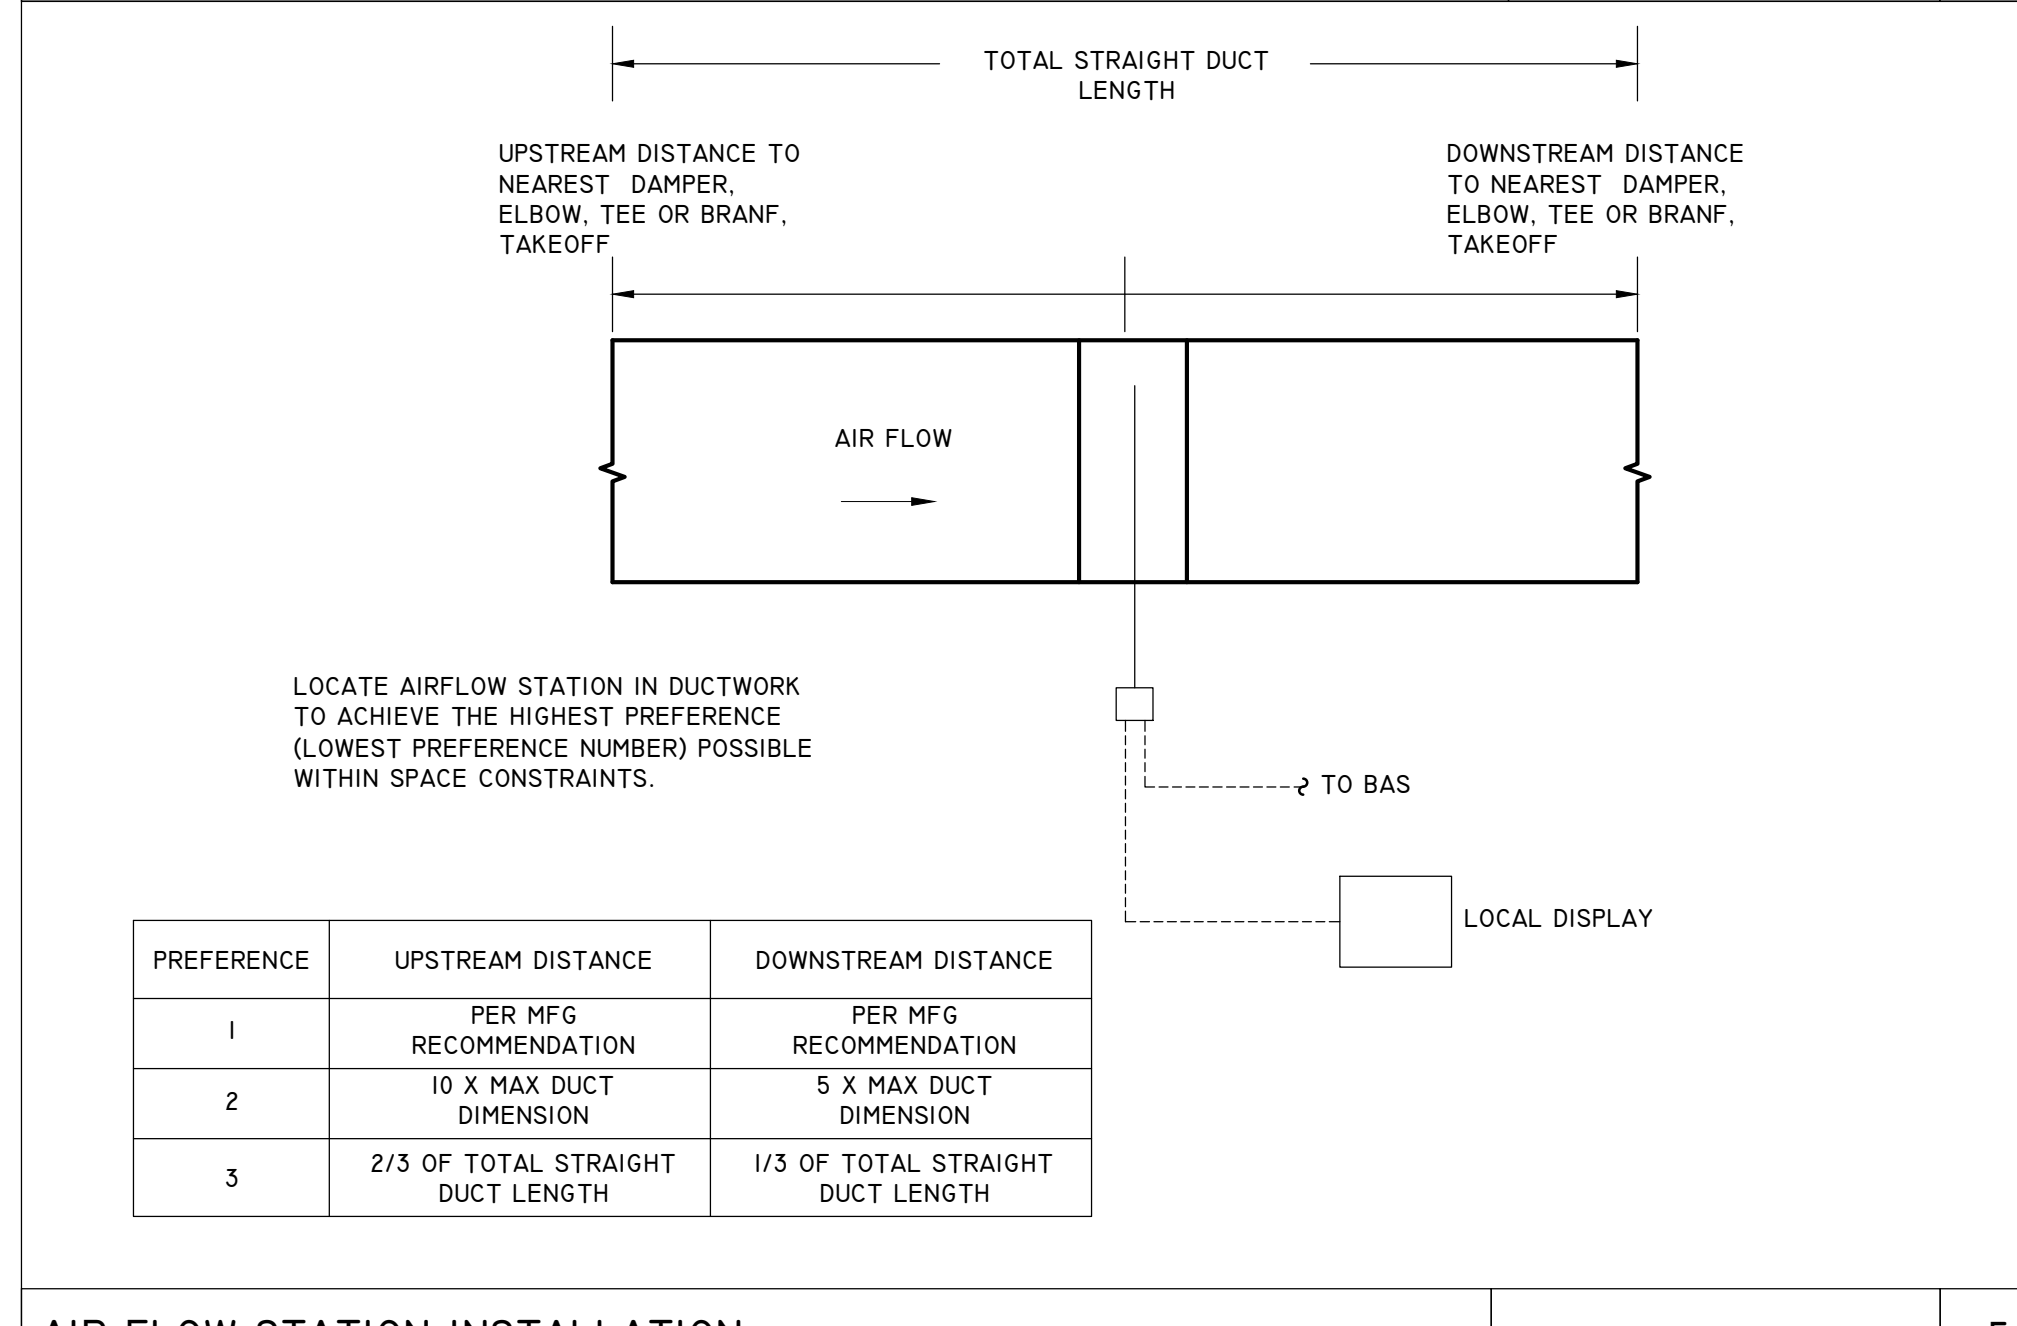 TOTAL STRAIGHT DUCT
LENGTH
UPSTREAM DISTANCE TO
NEAREST DAMPER,
ELBOW, TEE OR BRANF,
TAKEOFF
DOWNSTREAM DISTANCE
TO NEAREST DAMPER,
ELBOW, TEE OR BRANF,
TAKEOFF
AIR FLOW
LOCATE AIRFLOW STATION IN DUCTWORK
TO ACHIEVE THE HIGHEST PREFERENCE
(LOWEST PREFERENCE NUMBER) POSSIBLE
WITHIN SPACE CONSTRAINTS.
TO BAS
LOCAL DISPLAY
PREFERENCE
UPSTREAM DISTANCE
DOWNSTREAM DISTANCE
1
PER MFG
RECOMMENDATION
PER MFG
RECOMMENDATION
2
10 X MAX DUCT
DIMENSION
5 X MAX DUCT
DIMENSION
3
2/3 OF TOTAL STRAIGHT
DUCT LENGTH
1/3 OF TOTAL STRAIGHT
DUCT LENGTH
AIR FLOW STATION INSTALLATION